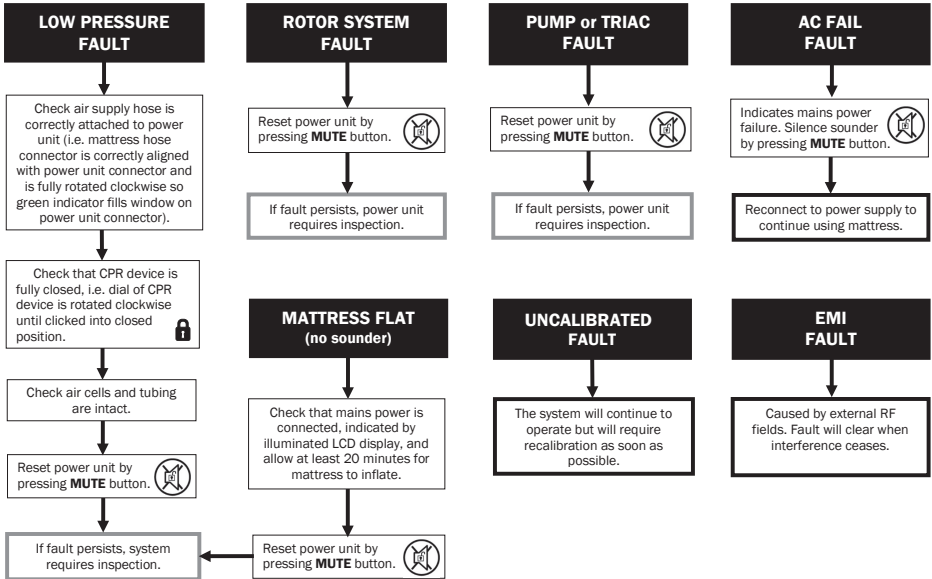 LOW PRESSURE
FAULT
Check air supply hose is
correctly attached to power
unit (i.e. mattress hose
connector is correctly aligned
with power unit connector and
is fully rotated clockwise so
green indicator fills window on
power unit connector).
Check that CPR device is
fully closed, i.e. dial of CPR
device is rotated clockwise
until clicked into closed
position.
Check air cells and tubing
are intact.
Reset power unit by
pressing MUTE button.
If fault persists, system
requires inspection.
ROTOR SYSTEM
FAULT
Reset power unit by
pressing MUTE button.
If fault persists, power unit
requires inspection.
MATTRESS FLAT
(no sounder)
Check that mains power is
connected, indicated by
illuminated LCD display, and
allow at least 20 minutes for
mattress to inflate.
Reset power unit by
pressing MUTE button.
PUMP or TRIAC
FAULT
Reset power unit by
pressing MUTE button.
If fault persists, power unit
requires inspection.
UNCALIBRATED
FAULT
The system will continue to
operate but will require
recalibration as soon as
possible.
AC FAIL
FAULT
Indicates mains power
failure. Silence sounder
by pressing MUTE button.
Reconnect to power supply to
continue using mattress.
EMI
FAULT
Caused by external RF
fields. Fault will clear when
interference ceases.